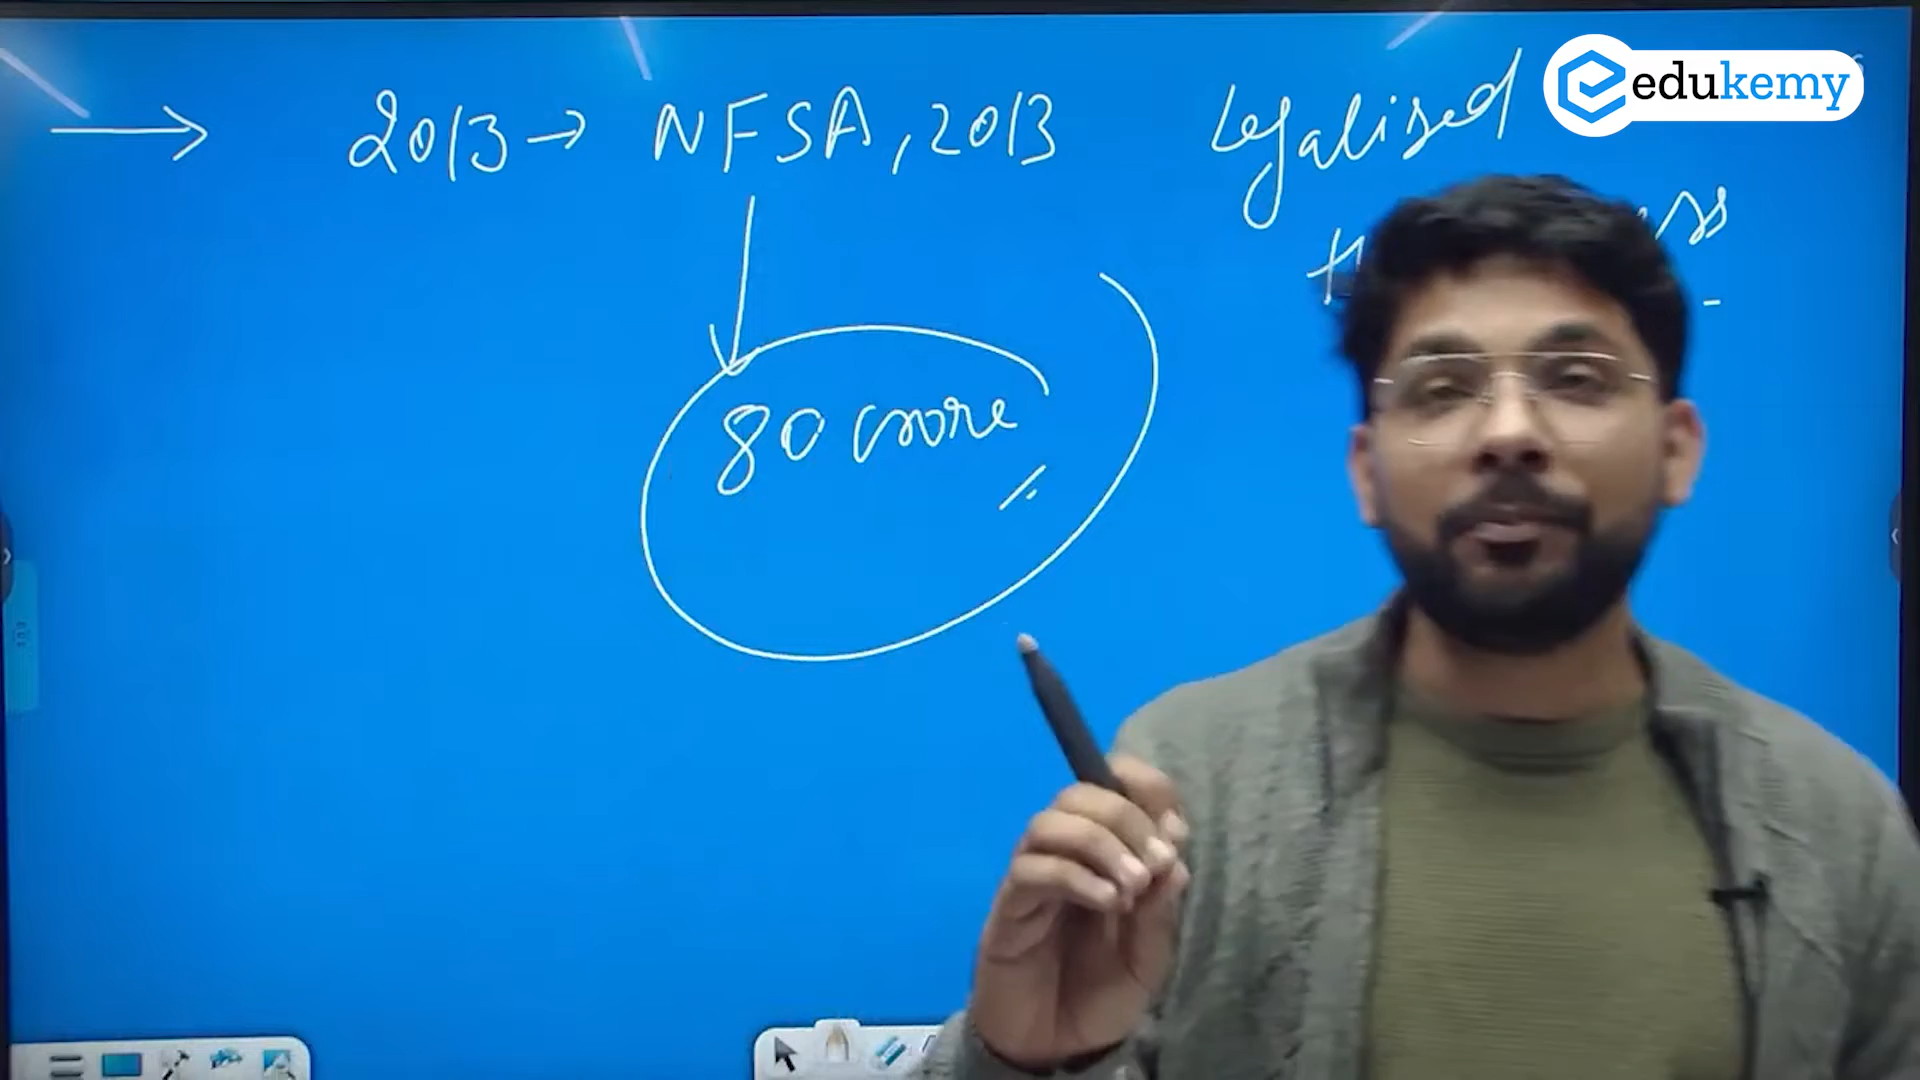 edukemy
→ 2013 → NFSA, 2013 Legalised
80 crore